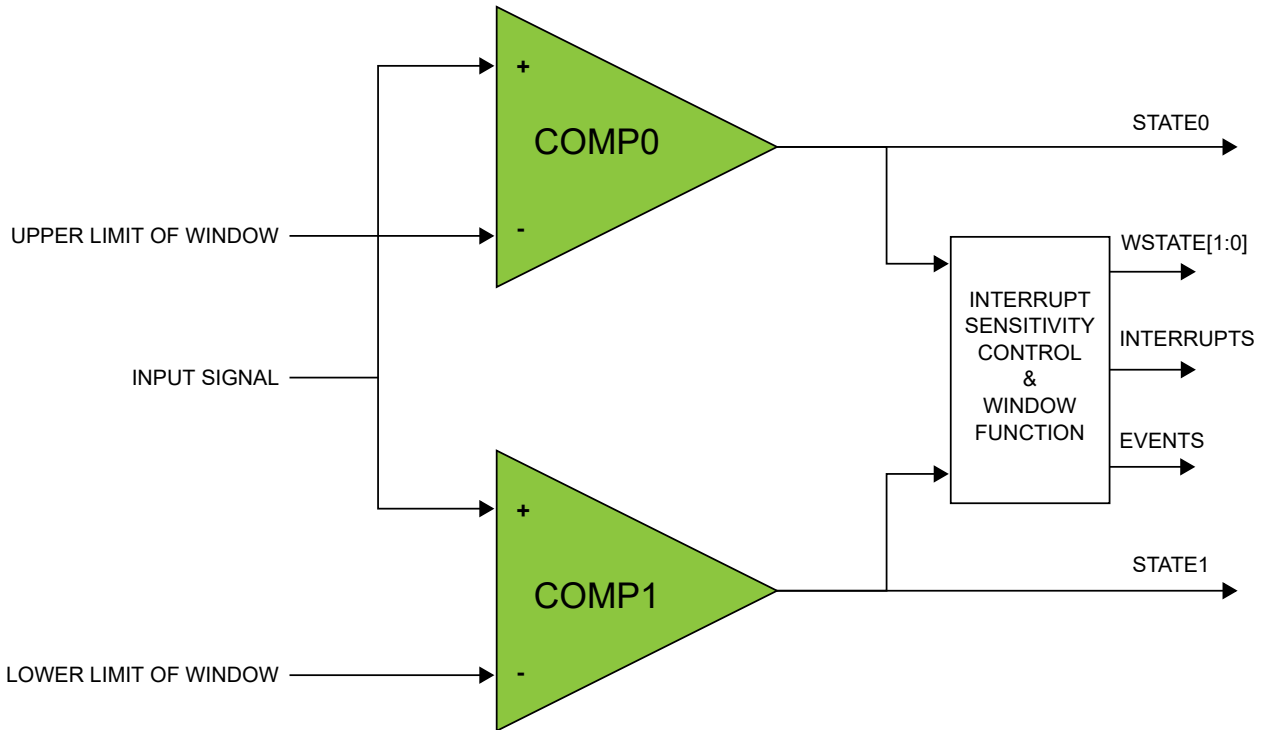 +
COMP0
-
STATE0
UPPER LIMIT OF WINDOW
WSTATE[1:0]
INTERRUPT
SENSITIVITY
CONTROL
&
WINDOW
FUNCTION
INTERRUPTS
INPUT SIGNAL
EVENTS
+
COMP1
-
STATE1
LOWER LIMIT OF WINDOW